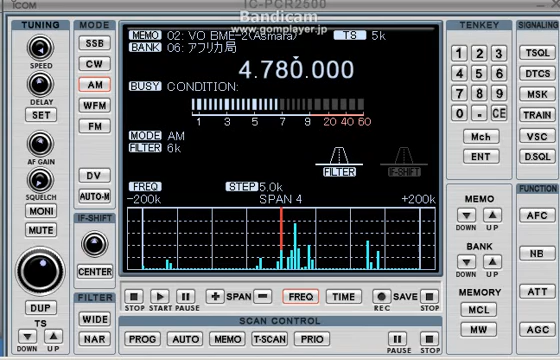 iCOM IC-PCR2500
Bandicam
www.gomplayer.jp
TUNING
SPEED
DELAY
SET
AF GAIN
SQUELCH
MONI
MUTE
DUP
TS
DOWN UP
MODE
SSB
CW
AM
WFM
FM
DV
AUTO-M
IF-SHIFT
CENTER
FILTER
WIDE
NAR
MEMO 02: VO BME-2(Asmara) TS 5k
BANK 06: アフリカ局
4.780.000
BUSY CONDITION:
1 3 5 7 9 20 40 60
MODE AM
FILTER 6k
FILTER IF-SHIFT
FREQ STEP 5.0k
-200k SPAN 4 +200k
STOP START PAUSE + SPAN - FREQ TIME REC SAVE STOP
SCAN CONTROL
PROG AUTO MEMO T-SCAN PRIO PAUSE STOP
TENKEY
1 2 3
4 5 6
7 8 9
0 . CE
Mch
ENT
MEMO
DOWN UP
BANK
DOWN UP
MEMORY
MCL
MW
SIGNALING
TSQL
DTCS
MSK
TRAIN
VSC
D.SQL
FUNCTION
AFC
NB
ATT
AGC